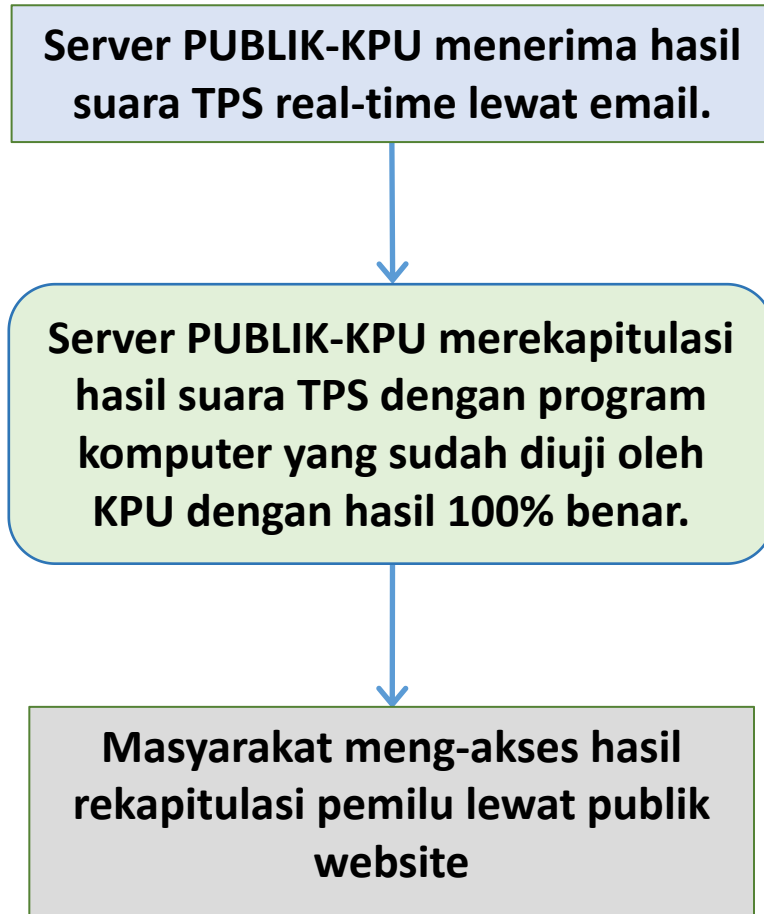 Server PUBLIK-KPU menerima hasil
suara TPS real-time lewat email.
Server PUBLIK-KPU merekapitulasi
hasil suara TPS dengan program
komputer yang sudah diuji oleh
KPU dengan hasil 100% benar.
Masyarakat meng-akses hasil
rekapitulasi pemilu lewat publik
website